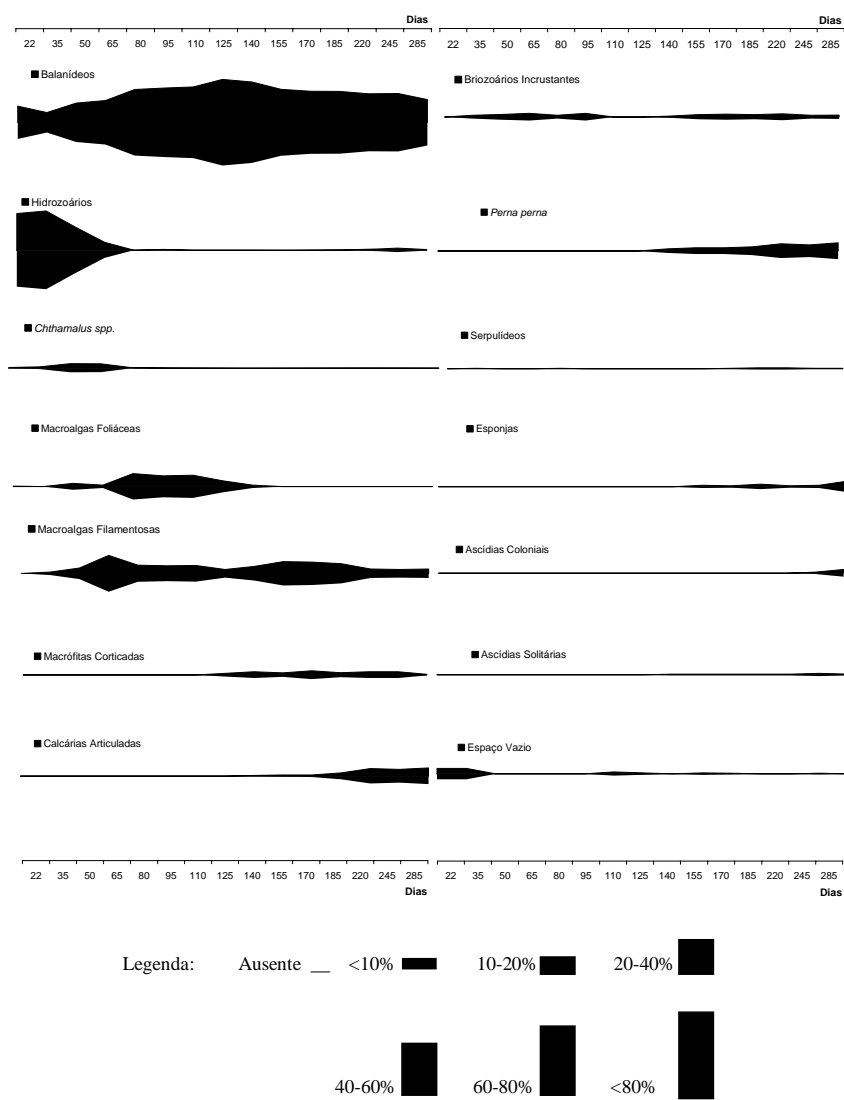 Dias Dias
22 35 50 65 80 95 110 125 140 155 170 185 220 245 285 22 35 50 65 80 95 110 125 140 155 170 185 220 245 285
Balanídeos Briozoários Incrustantes
Hidrozoários Perna perna
Chthamalus spp. Serpulídeos
Macroalgas Foliáceas Esponjas
Macroalgas Filamentosas
Ascídias Coloniais
Macrófitas Corticadas Ascídias Solitárias
Calcárias Articuladas Espaço Vazio
22 35 50 65 80 95 110 125 140 155 170 185 220 245 285 22 35 50 65 80 95 110 125 140 155 170 185 220 245 285
Dias Dias
Legenda: Ausente __ <10% 10-20% 20-40%
40-60% 60-80% <80%